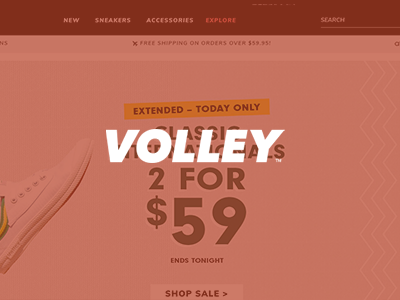 NEW SNEAKERS ACCESSORIES EXPLORE SEARCH
FREE SHIPPING ON ORDERS OVER $59.95!
EXTENDED – TODAY ONLY
CLASSIC
VOLLEY™
2 FOR
$59
ENDS TONIGHT
SHOP SALE >